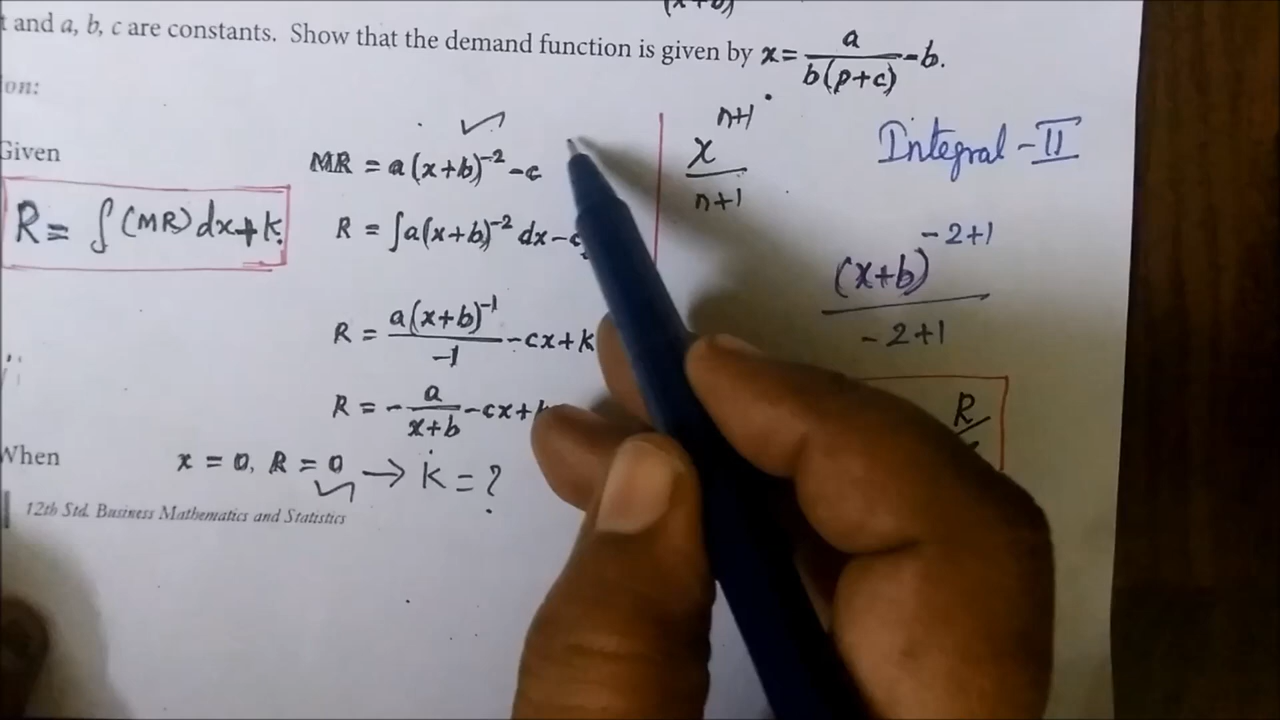 t and a, b, c are constants. Show that the demand function is given by x = a/(b(p+c)) - b.
on:
Given
MR = a(x+b)^-2 - c
R = ∫(MR) dx + k
R = ∫a(x+b)^-2 dx - c
R = a(x+b)^-1/-1 - cx + k
R = - a/(x+b) - cx +
When x = 0, R = 0 → k = ?
12th Std. Business Mathematics and Statistics
x^(n+1)/(n+1)
Integral - II
(x+b)^(-2+1)/(-2+1)
R